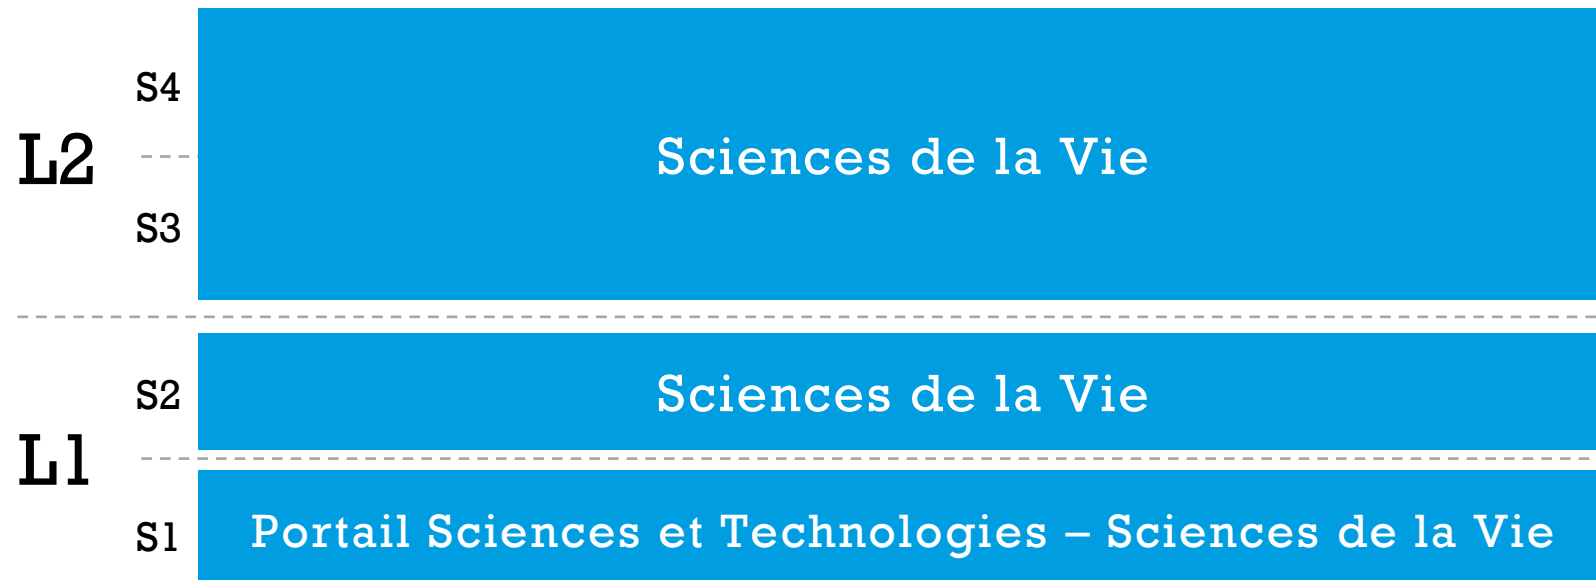 S4
L2
Sciences de la Vie
S3
S2
Sciences de la Vie
L1
S1
Portail Sciences et Technologies – Sciences de la Vie